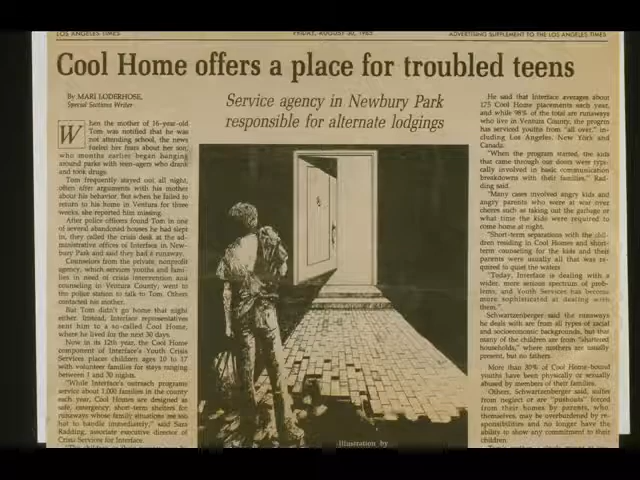 LOS ANGELES TIMES
FRIDAY, AUGUST 30, 1985
ADVERTISING SUPPLEMENT TO THE LOS ANGELES TIMES
Cool Home offers a place for troubled teens
By MARI LODERHOSE,
Special Sections Writer
When the mother of 16-year-old
Tom was notified that he was
not attending school, the news
fueled her fears about her son,
who months earlier began hanging
around parks with teen-agers who drank
and took drugs.
Tom frequently stayed out all night,
often after arguments with his mother
about his behavior. But when he failed to
return to his home in Ventura for three
weeks, she reported him missing.
After police officers found Tom in one
of several abandoned houses he had slept
in, they called the crisis desk at the ad-
ministrative offices of Interface in New-
bury Park and said they had a runaway.
Counselors from the private nonprofit
agency, which services youths and fami-
lies in need of crisis intervention and
counseling in Ventura County, went to
the police station to talk to Tom. Others
contacted his mother.
But Tom didn't go home that night
either. Instead, Interface representatives
sent him to a so-called Cool Home,
where he lived for the next 30 days.
Now in its 12th year, the Cool Home
component of Interface's Youth Crisis
Services places children ages 10 to 17
with volunteer families for stays ranging
between 1 and 30 nights.
"While Interface's outreach programs
service about 1,000 families in the county
each year, Cool Homes are designed as
safe, emergency short-term shelters for
runaways whose family situations are too
hot to handle immediately," said Sara
Radding, associate executive director of
Crisis Services for Interface.
Service agency in Newbury Park
responsible for alternate lodgings
Illustration by
He said that Interface averages about
125 Cool Home placements each year,
and while 98% of the total are runaways
who live in Ventura County, the program
has serviced youths from "all over," in-
cluding Los Angeles, New York and
Canada.
"When the program started, the kids
that came through our doors were typi-
cally involved in basic communication
breakdowns with their families," Rad-
ding said.
"Many cases involved angry kids and
angry parents who were at war over
chores such as taking out the garbage or
what time the kids were required to
come home at night.
"Short-term separations with the chil-
dren residing in Cool Homes and short-
term counseling for the kids and their
parents were usually all that was re-
quired to quiet the waters.
"Today, Interface is dealing with a
wider, more serious spectrum of prob-
lems, and Youth Services has become
more sophisticated at dealing with
them".
Schwartzenberger said the runaways
he deals with are from all types of racial
and socioeconomic backgrounds, but that
many of the children are from "shattered
households," where mothers are usually
present, but no fathers.
More than 30% of Cool Home-bound
youths have been physically or sexually
abused by members of their families.
Others, Schwartzenberger said, suffer
from neglect or are "pushouts" forced
from their homes by parents, who
themselves, may be overburdened by re-
sponsibilities and no longer have the
ability to show any commitment to their
children.